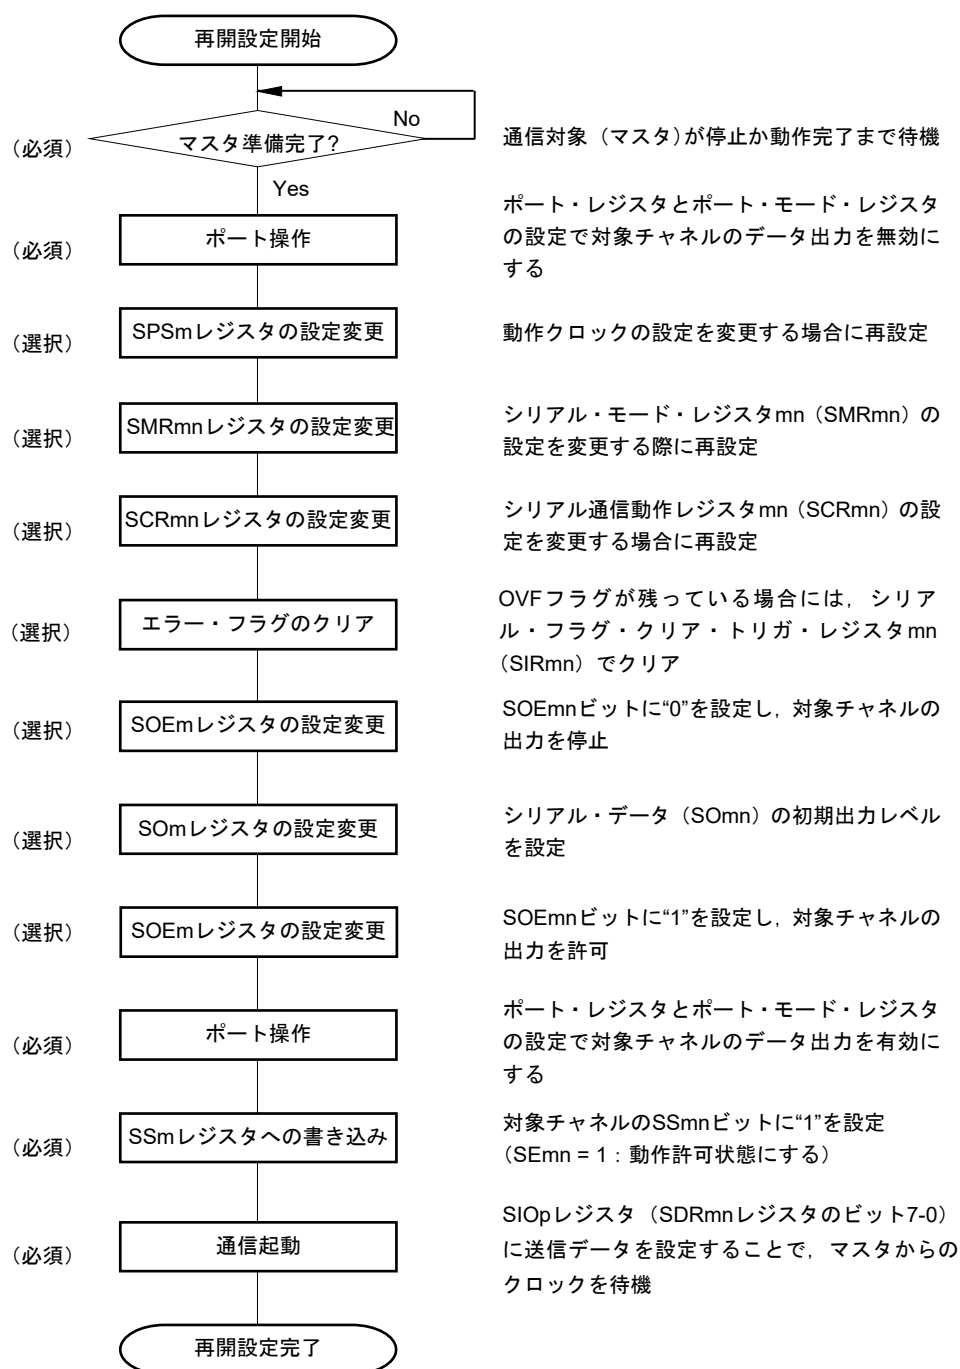 再開設定開始
No
(必須)
マスタ準備完了?
通信対象(マスタ)が停止か動作完了まで待機
Yes
(必須)
ポート操作
ポート・レジスタとポート・モード・レジスタ
の設定で対象チャネルのデータ出力を無効に
する
(選択)
SPSmレジスタの設定変更
動作クロックの設定を変更する場合に再設定
(選択)
SMRmnレジスタの設定変更
シリアル・モード・レジスタmn(SMRmn)の
設定を変更する際に再設定
(選択)
SCRmnレジスタの設定変更
シリアル通信動作レジスタmn(SCRmn)の設
定を変更する場合に再設定
(選択)
エラー・フラグのクリア
OVFフラグが残っている場合には,シリア
ル・フラグ・クリア・トリガ・レジスタmn
(SIRmn)でクリア
(選択)
SOEmレジスタの設定変更
SOEmnビットに“0”を設定し,対象チャネルの
出力を停止
(選択)
SOmレジスタの設定変更
シリアル・データ(SOmn)の初期出力レベル
を設定
(選択)
SOEmレジスタの設定変更
SOEmnビットに“1”を設定し,対象チャネルの
出力を許可
(必須)
ポート操作
ポート・レジスタとポート・モード・レジスタ
の設定で対象チャネルのデータ出力を有効に
する
(必須)
SSmレジスタへの書き込み
対象チャネルのSSmnビットに“1”を設定
(SEmn = 1:動作許可状態にする)
(必須)
通信起動
SIOpレジスタ(SDRmnレジスタのビット7-0)
に送信データを設定することで,マスタからの
クロックを待機
再開設定完了